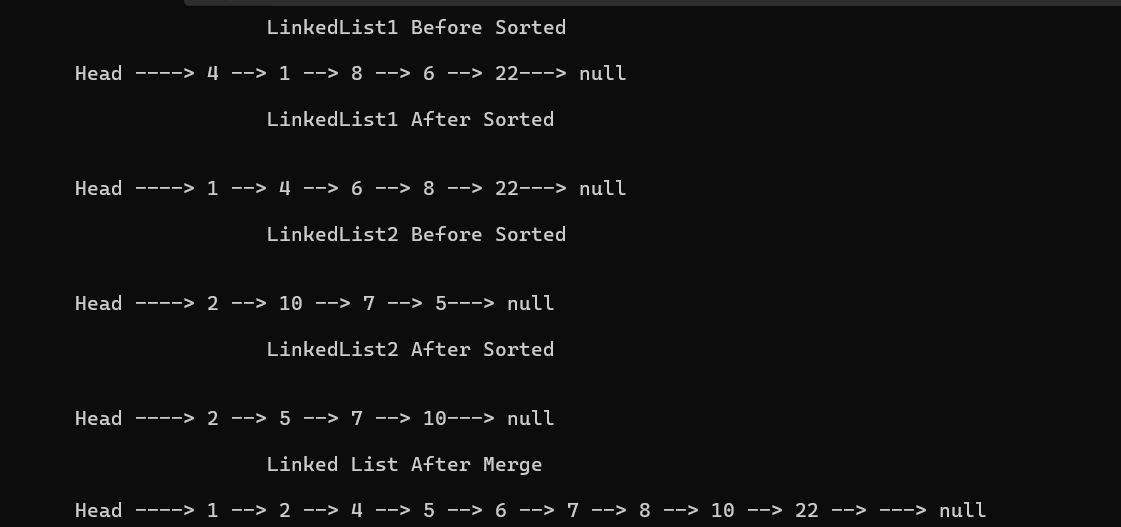 LinkedList1 Before Sorted
Head ----> 4 --> 1 --> 8 --> 6 --> 22---> null
LinkedList1 After Sorted
Head ----> 1 --> 4 --> 6 --> 8 --> 22---> null
LinkedList2 Before Sorted
Head ----> 2 --> 10 --> 7 --> 5---> null
LinkedList2 After Sorted
Head ----> 2 --> 5 --> 7 --> 10---> null
Linked List After Merge
Head ----> 1 --> 2 --> 4 --> 5 --> 6 --> 7 --> 8 --> 10 --> 22 --> ---> null